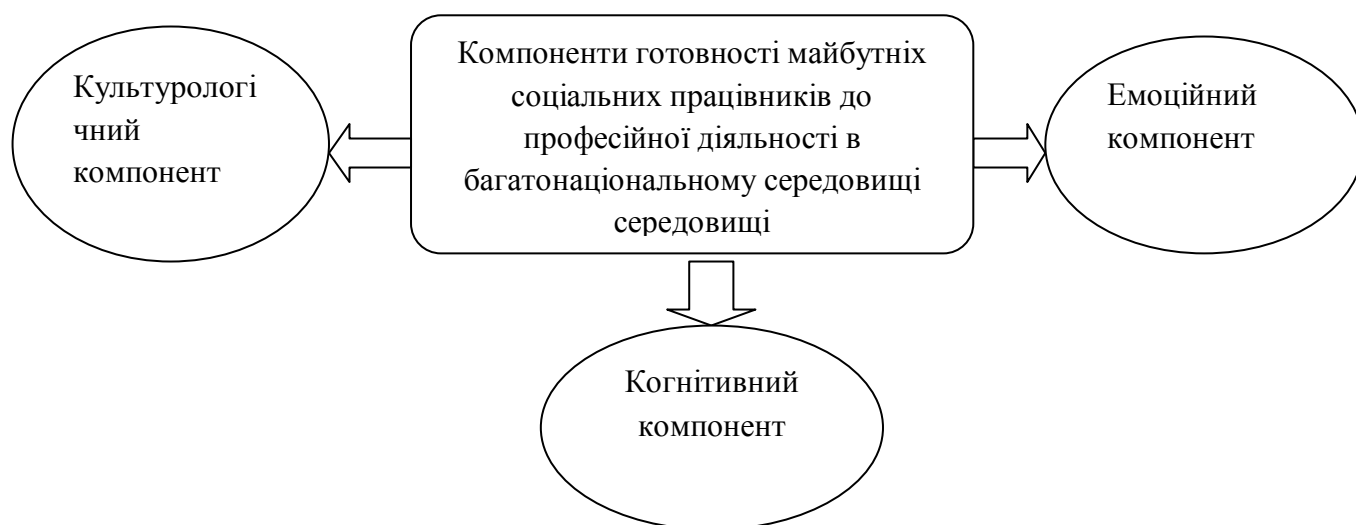 Компоненти готовності майбутніх
соціальних працівників до
професійної діяльності в
багатонаціональному середовищі
середовищі
Культурологі
чний
компонент
Емоційний
компонент
Когнітивний
компонент